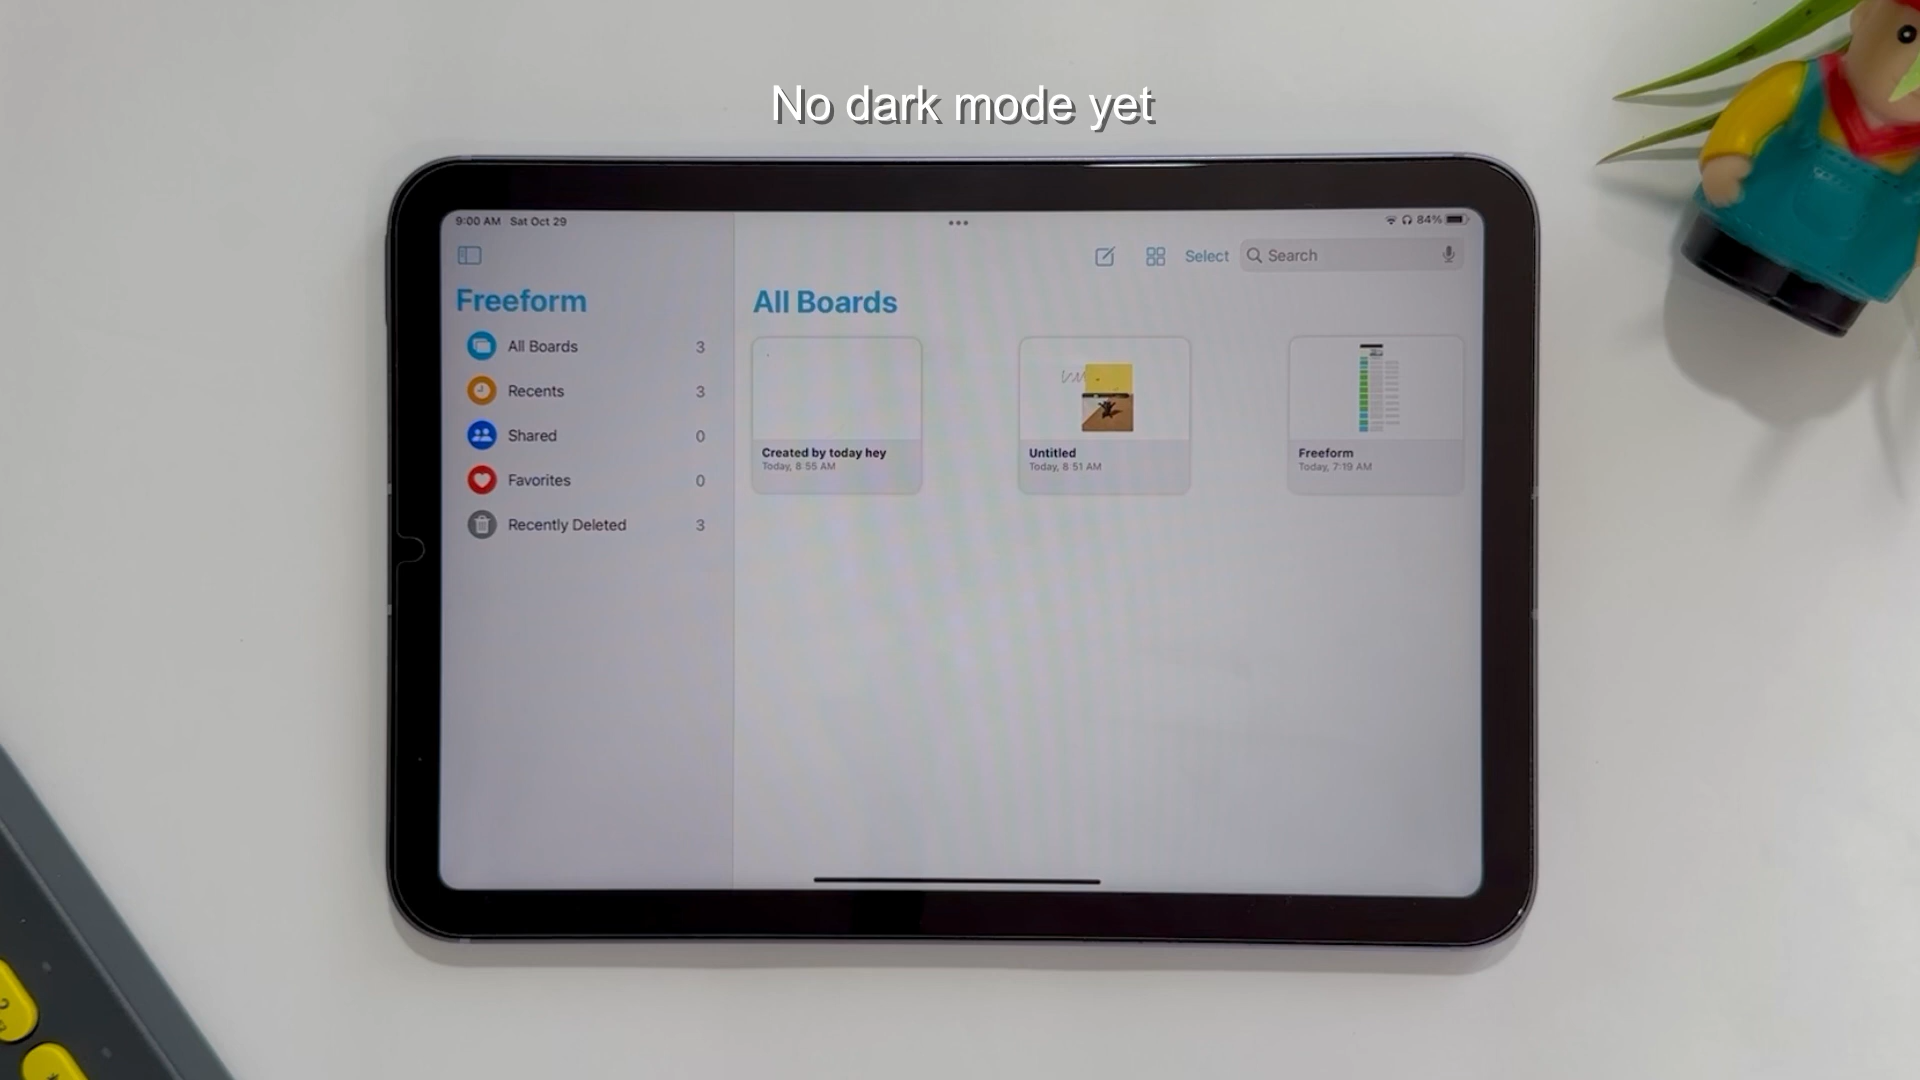 No dark mode yet
9:00 AM Sat Oct 29
84%
Select
Search
Freeform
All Boards 3
Recents 3
Shared 0
Favorites 0
Recently Deleted 3
All Boards
Created by today hey
Today, 8 55 AM
Untitled
Today, 8 51 AM
Freeform
Today, 7:19 AM